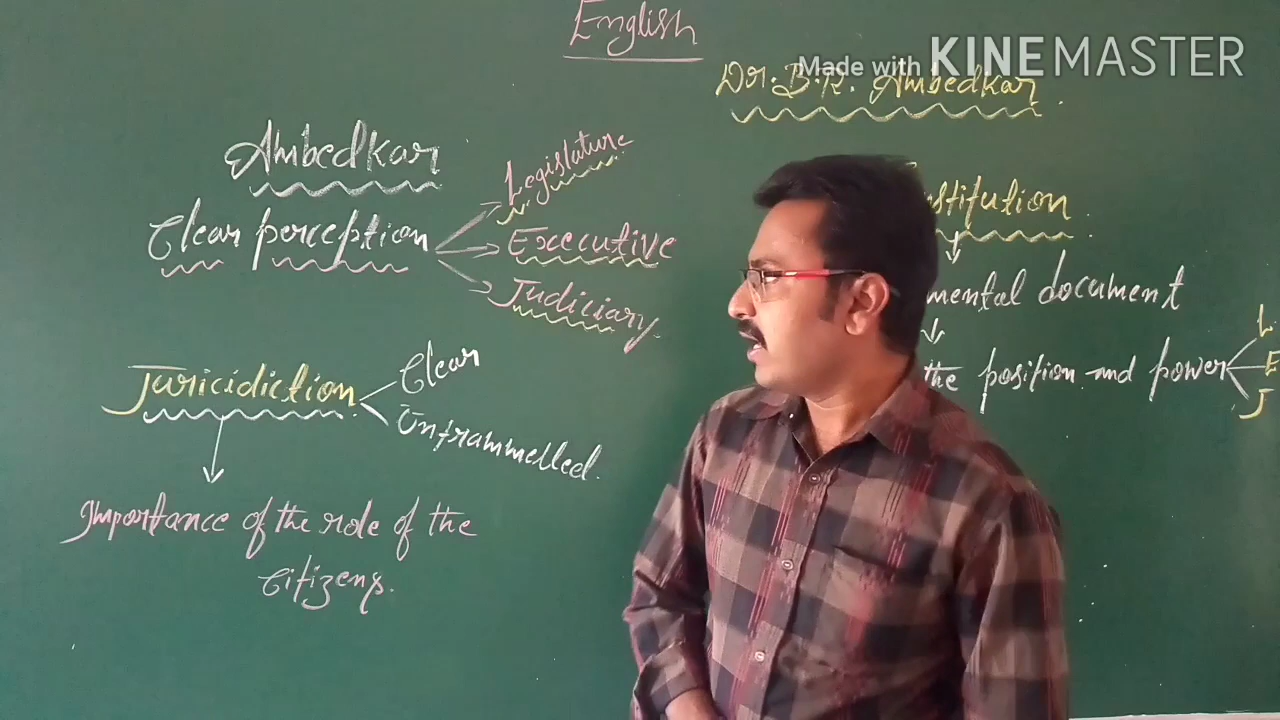 English
Made with KINEMASTER
Dr. B.R. Ambedkar.
Ambedkar
Clear perception
Legislature
Executive
Judiciary.
Juricidiction
Clear
Untrammelled.
Importance of the role of the
Citizens.
stitution.
mental document
the position and power
L
E
J